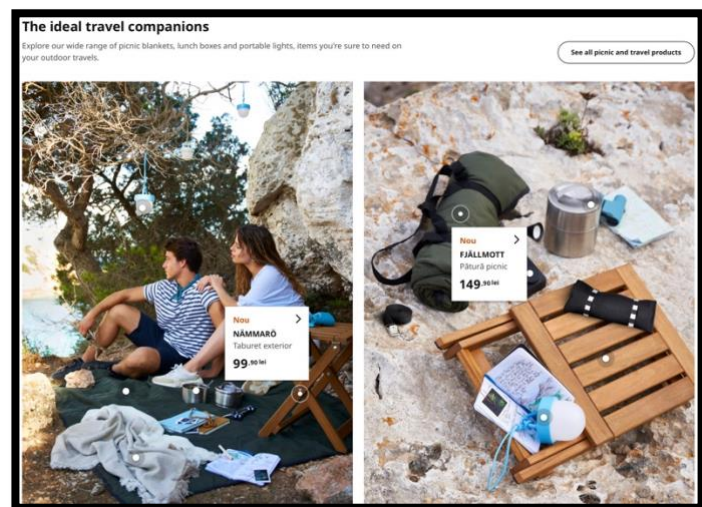 The ideal travel companions
Explore our wide range of picnic blankets, lunch boxes and portable lights, items you're sure to need on
your outdoor travels.
See all picnic and travel products
Nou
NÄMMARÖ
Taburet exterior
99,90 lei
Nou
FJÄLLMOTT
Pătură picnic
149,90 lei